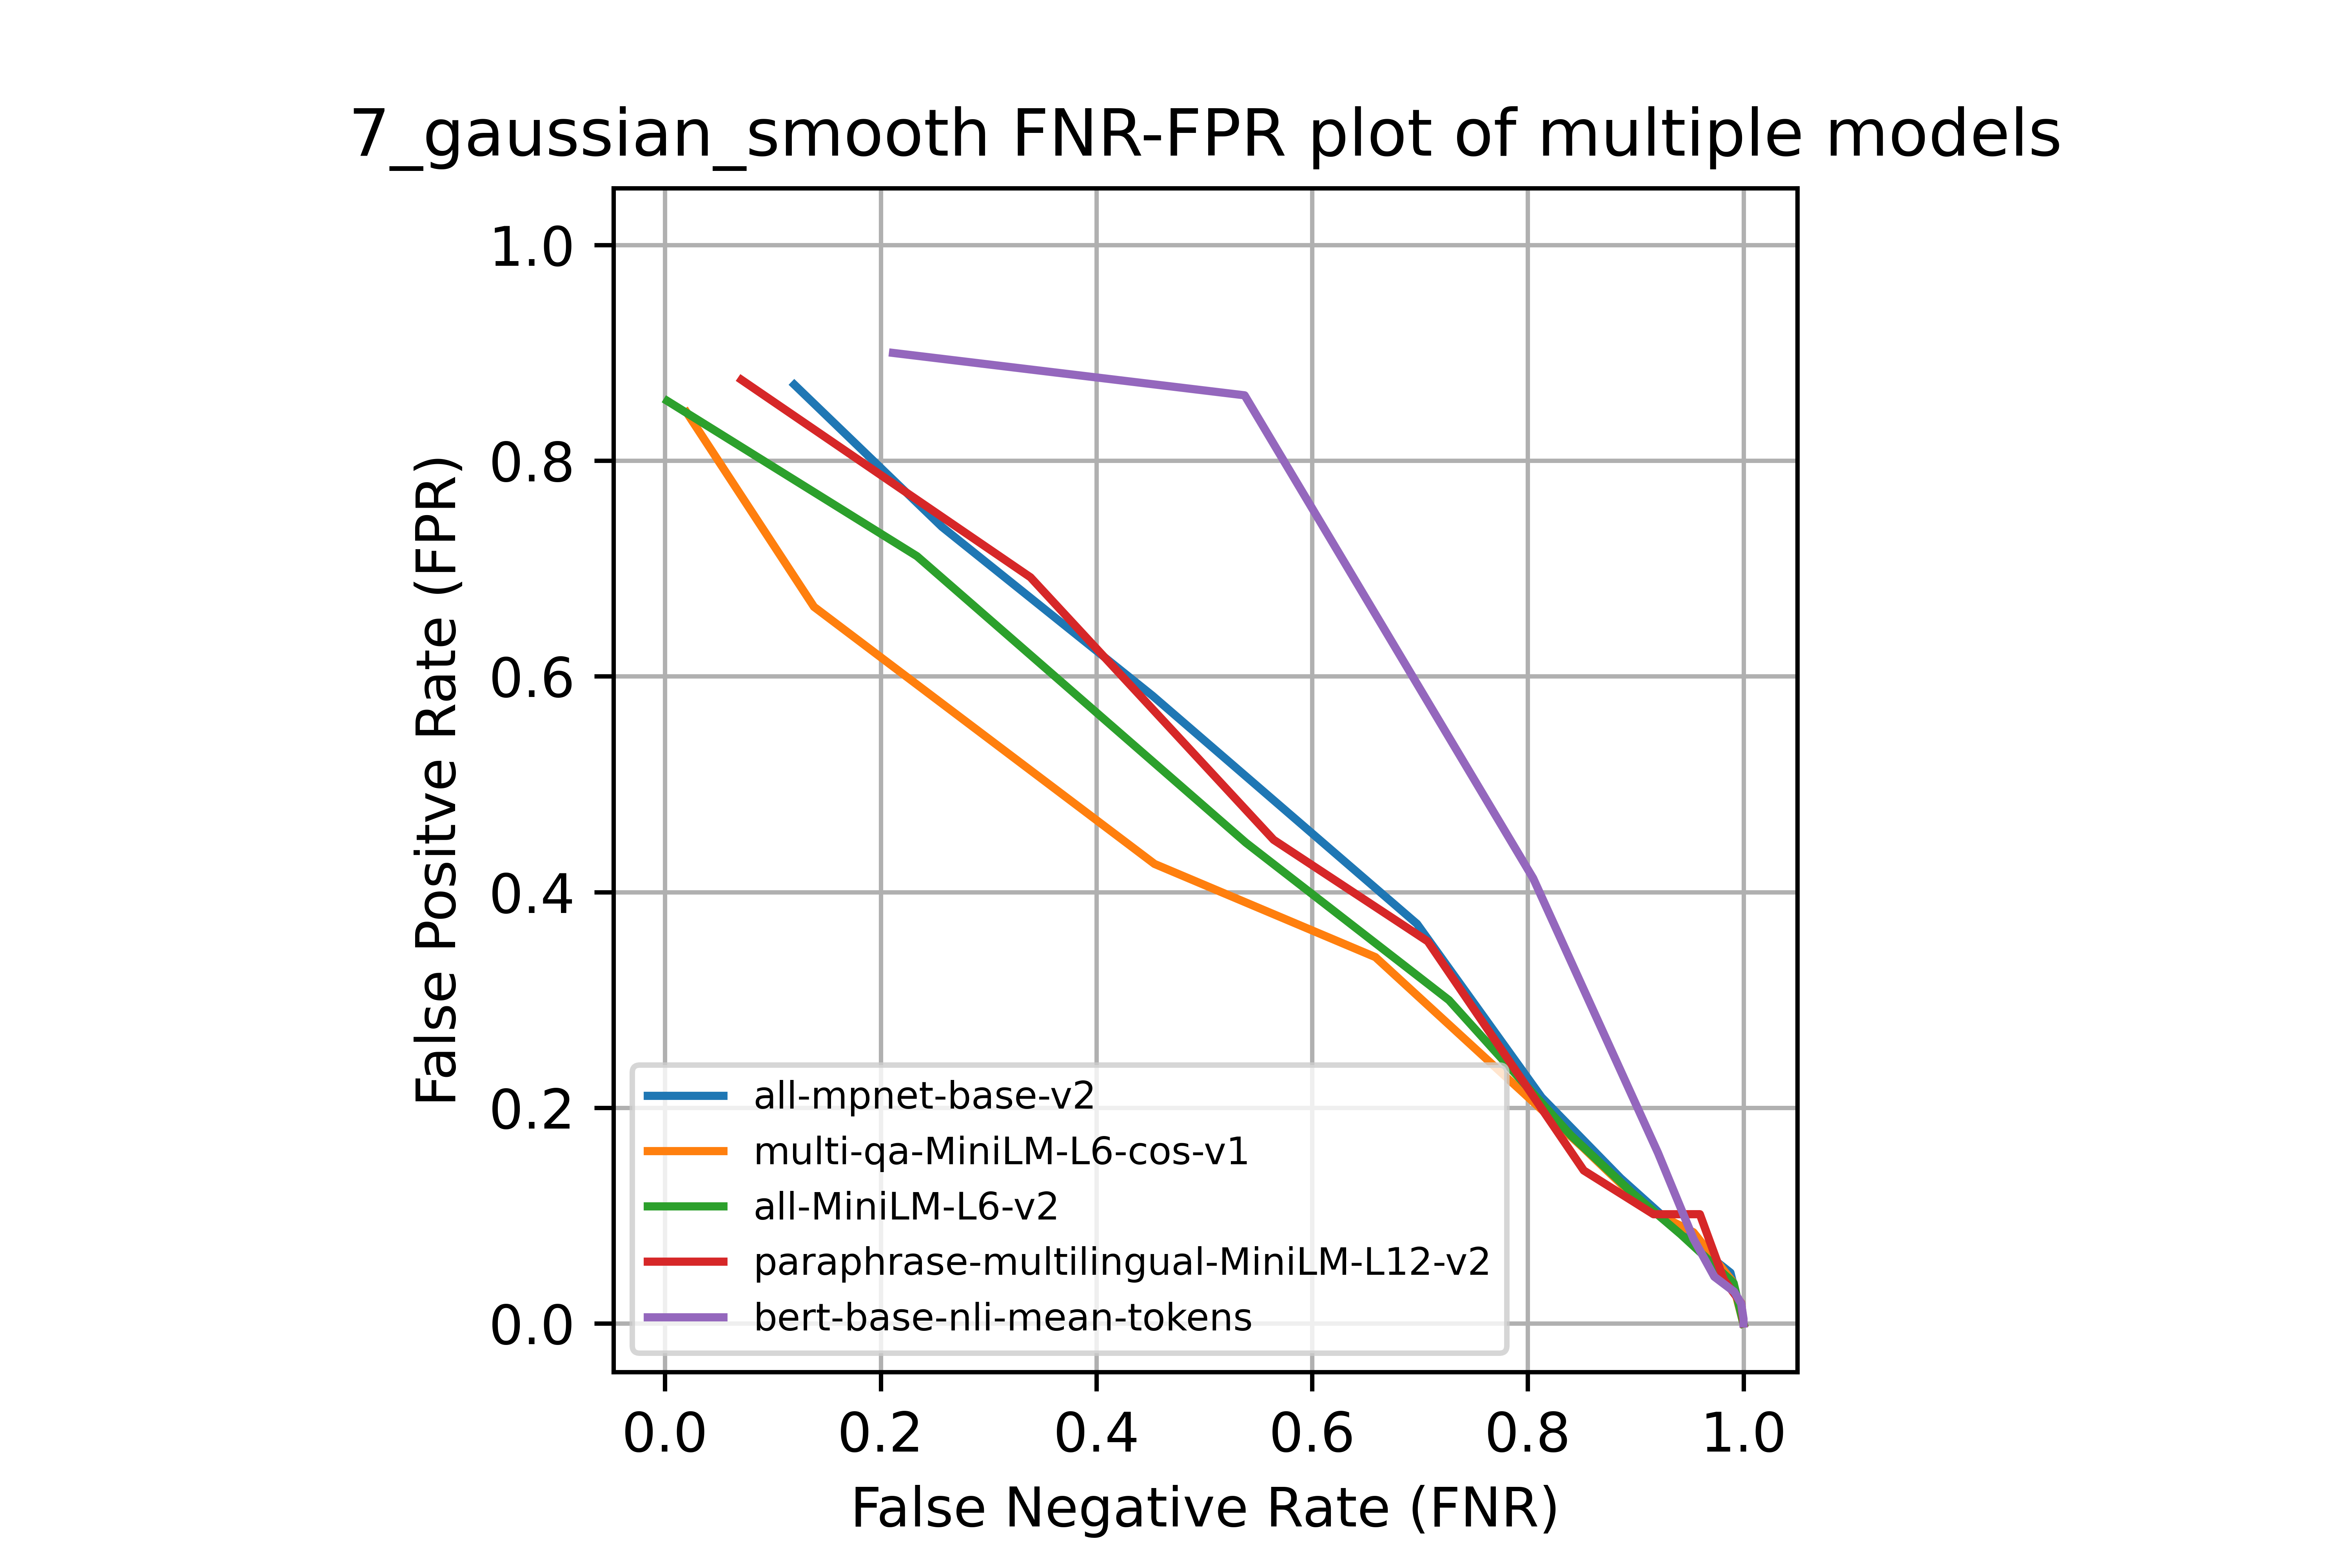 7_gaussian_smooth FNR-FPR plot of multiple models
False Positve Rate (FPR)
1.0
0.8
0.6
0.4
0.2
0.0
all-mpnet-base-v2
multi-qa-MiniLM-L6-cos-v1
all-MiniLM-L6-v2
paraphrase-multilingual-MiniLM-L12-v2
bert-base-nli-mean-tokens
0.0 0.2 0.4 0.6 0.8 1.0
False Negative Rate (FNR)